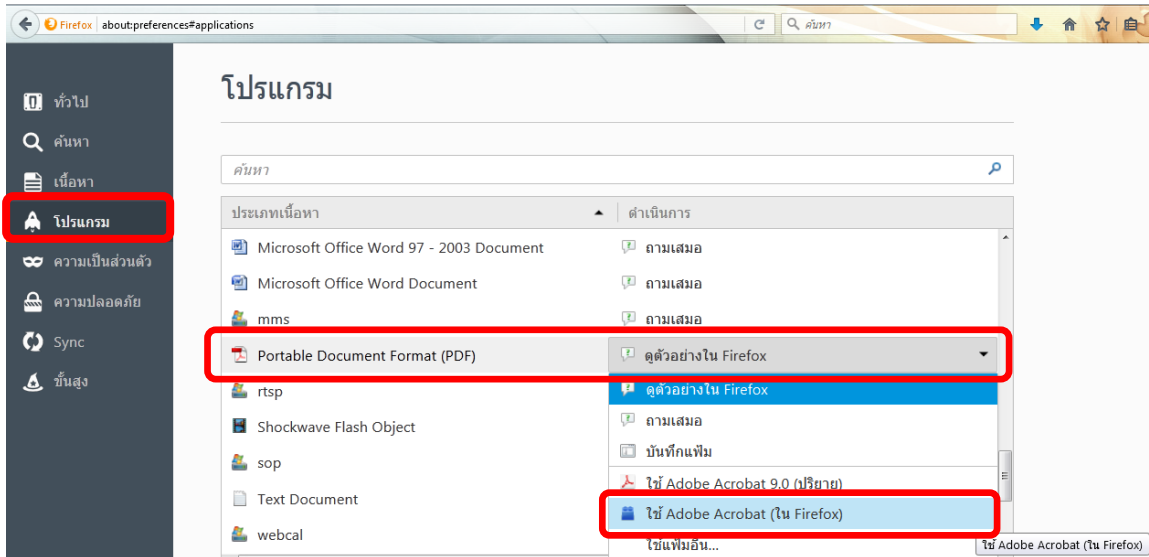 Firefox about:preferences#applications ค้นหา
โปรแกรม
ทั่วไป
ค้นหา
เนื้อหา
โปรแกรม
ความเป็นส่วนตัว
ความปลอดภัย
Sync
ขั้นสูง
ค้นหา
ประเภทเนื้อหา ดำเนินการ
Microsoft Office Word 97 - 2003 Document ถามเสมอ
Microsoft Office Word Document ถามเสมอ
mms ถามเสมอ
Portable Document Format (PDF) ดูตัวอย่างใน Firefox
rtsp ดูตัวอย่างใน Firefox
Shockwave Flash Object ถามเสมอ
บันทึกแฟ้ม
sop
ใช้ Adobe Acrobat 9.0 (ปริยาย)
Text Document
ใช้ Adobe Acrobat (ใน Firefox)
webcal
ใช้แฟ้มอื่น...
ใช้ Adobe Acrobat (ใน Firefox)